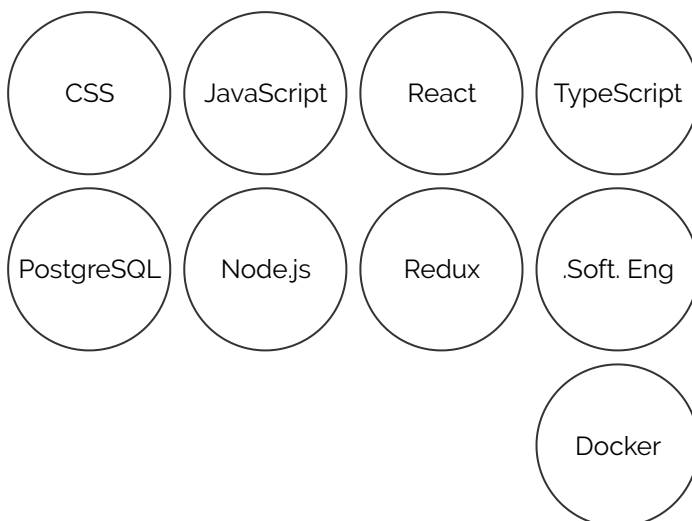 CSS
JavaScript
React
TypeScript
PostgreSQL
Node.js
Redux
.Soft. Eng
Docker